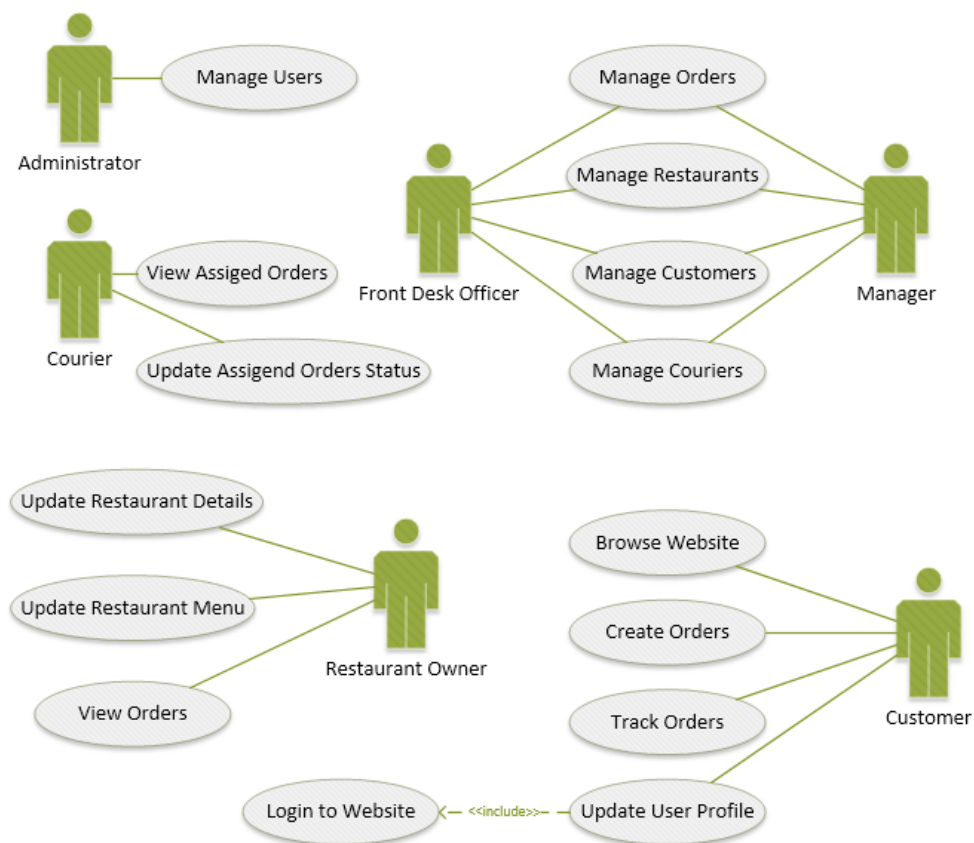 Manage Users
Manage Orders
Administrator
Manage Restaurants
View Assiged Orders
Manage Customers
Front Desk Officer
Manager
Courier
Update Assigend Orders Status
Manage Couriers
Update Restaurant Details
Browse Website
Update Restaurant Menu
Create Orders
Restaurant Owner
View Orders
Track Orders
Customer
Login to Website
<<include>>
Update User Profile